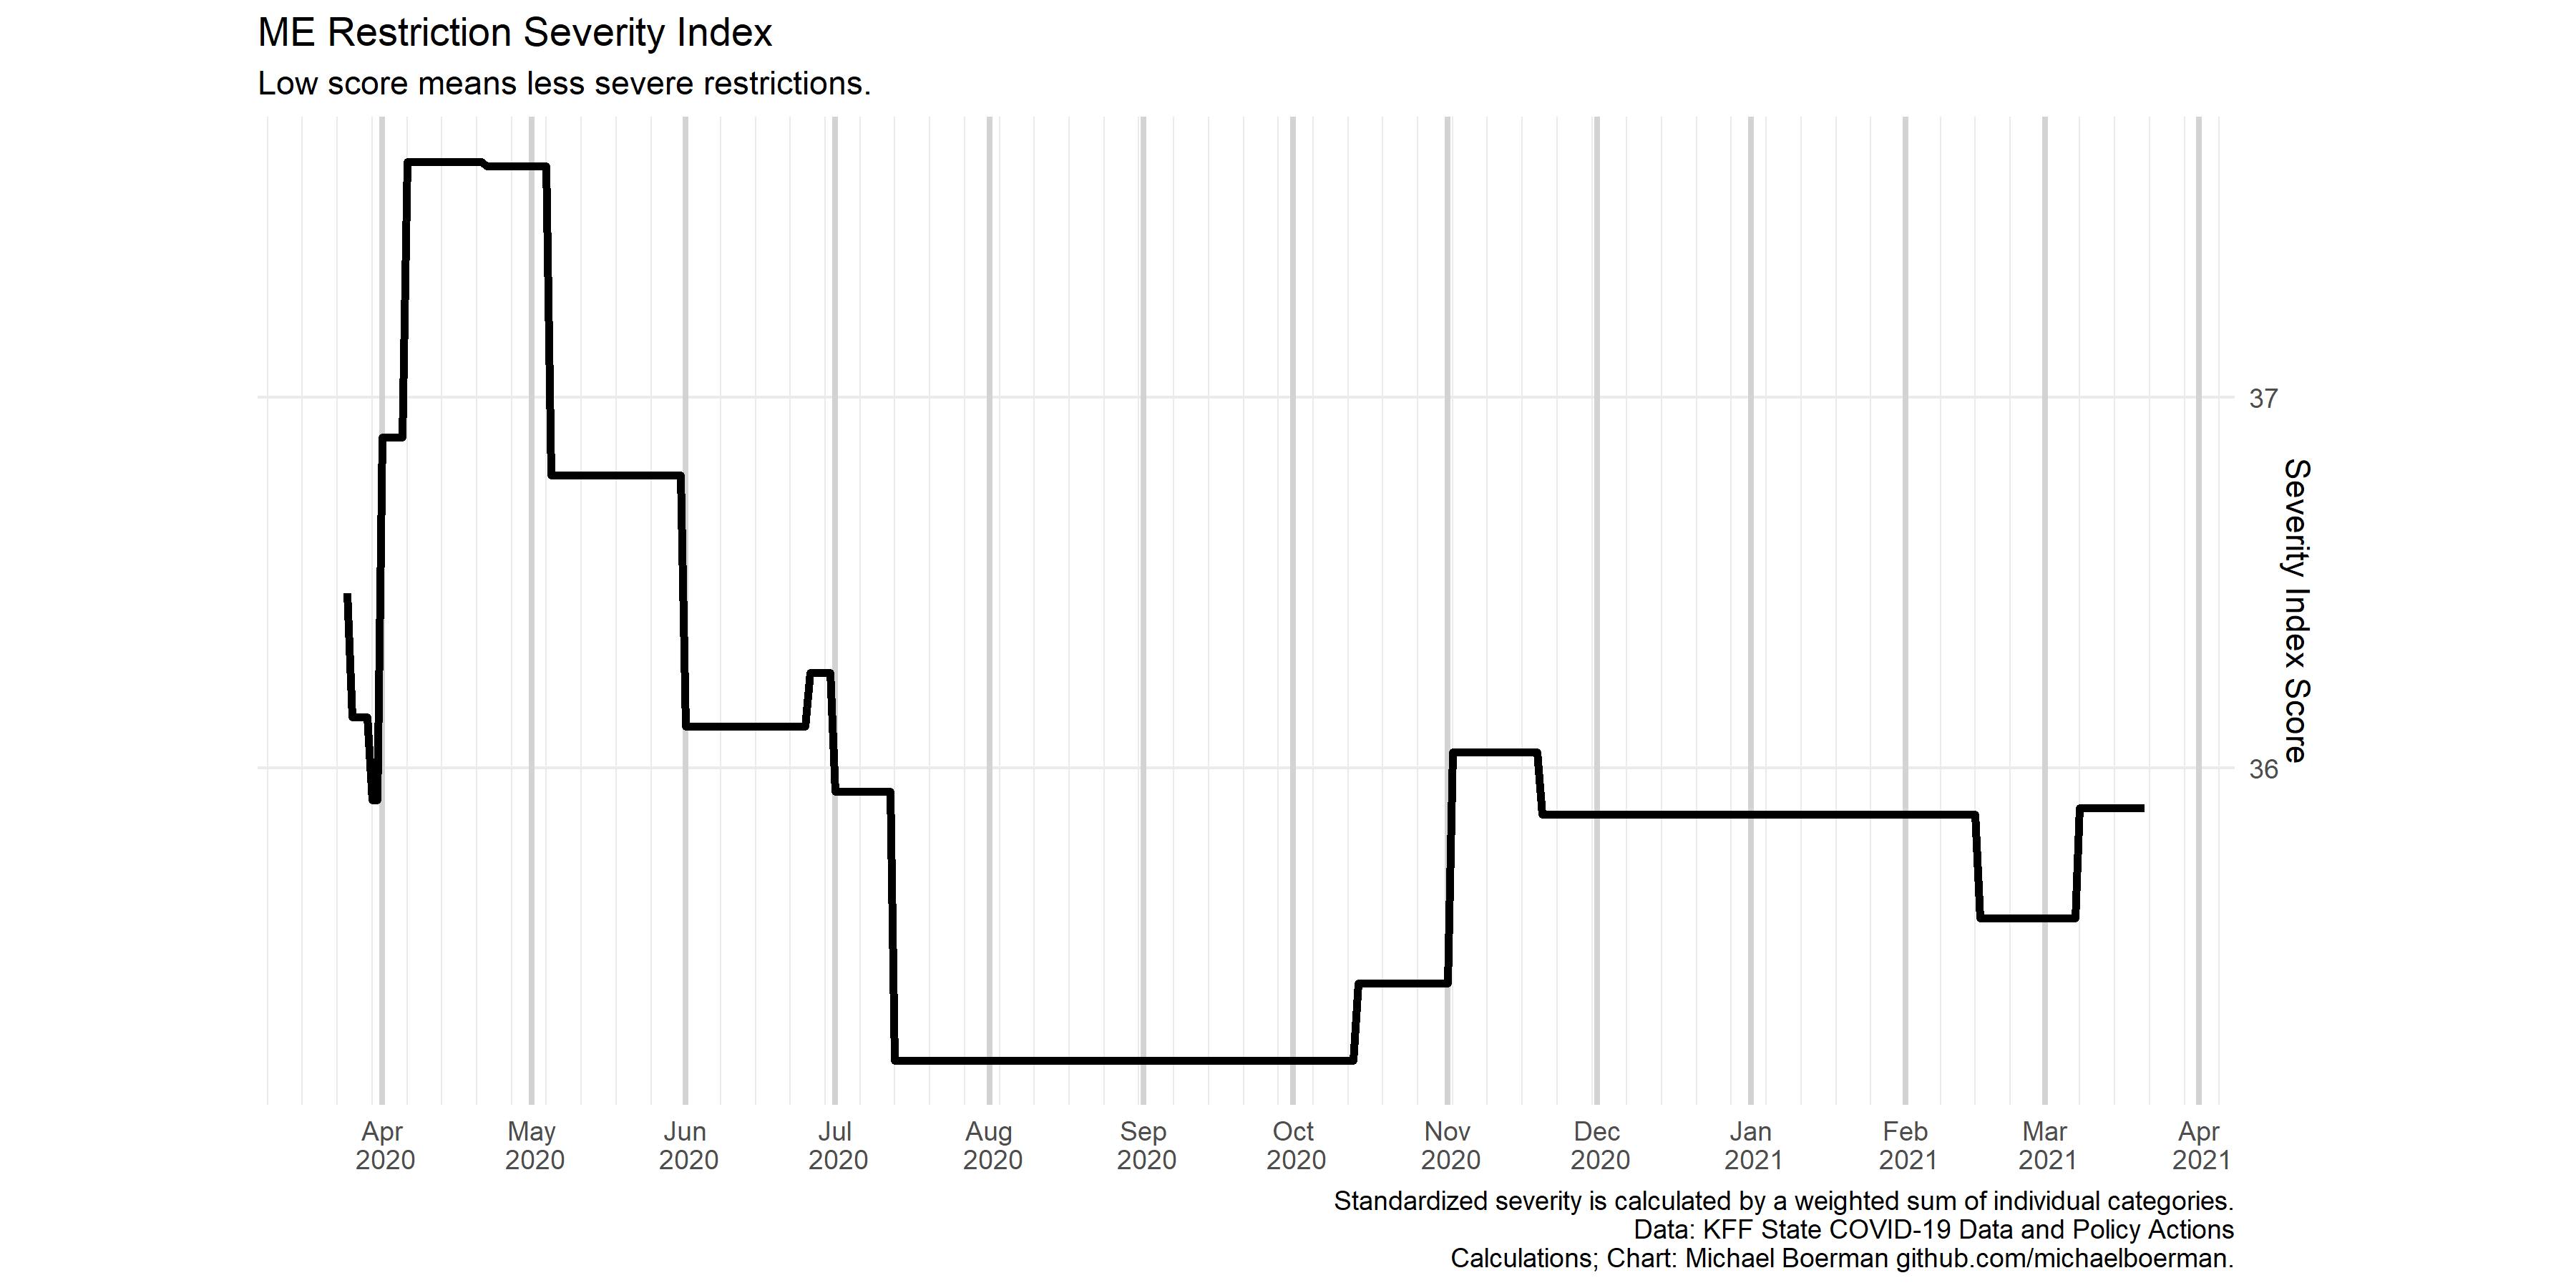 ME Restriction Severity Index
Low score means less severe restrictions.
37
36
Severity Index Score
Apr
2020
May
2020
Jun
2020
Jul
2020
Aug
2020
Sep
2020
Oct
2020
Nov
2020
Dec
2020
Jan
2021
Feb
2021
Mar
2021
Apr
2021
Standardized severity is calculated by a weighted sum of individual categories.
Data: KFF State COVID-19 Data and Policy Actions
Calculations; Chart: Michael Boerman github.com/michaelboerman.